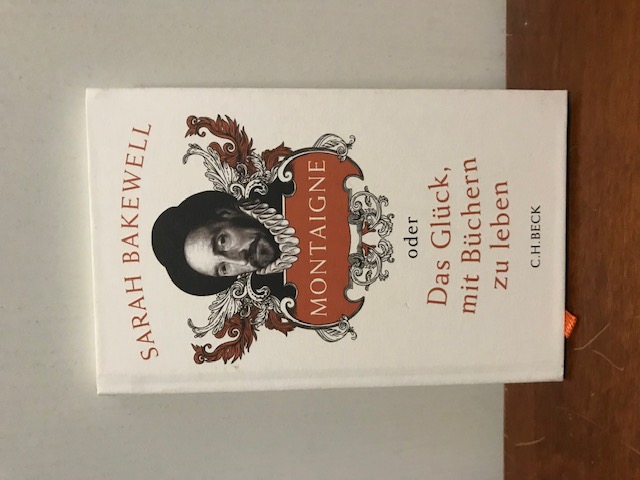 SARAH BAKEWELL
MONTAIGNE
oder
Das Glück,
mit Büchern
zu leben
C.H.BECK